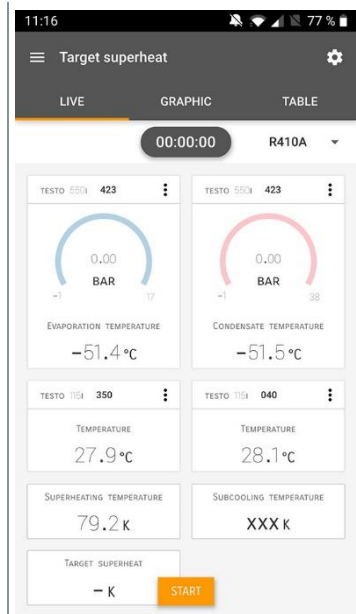 11:16 77 %
Target superheat
LIVE GRAPHIC TABLE
00:00:00 R410A
TESTO 550i 423 TESTO 550i 423
0.00 0.00
BAR BAR
-1 17 -1 38
EVAPORATION TEMPERATURE CONDENSATE TEMPERATURE
-51.4 °C -51.5 °C
TESTO 115i 350 TESTO 115i 040
TEMPERATURE TEMPERATURE
27.9 °C 28.1 °C
SUPERHEATING TEMPERATURE SUBCOOLING TEMPERATURE
79.2 K XXX K
TARGET SUPERHEAT
– K START